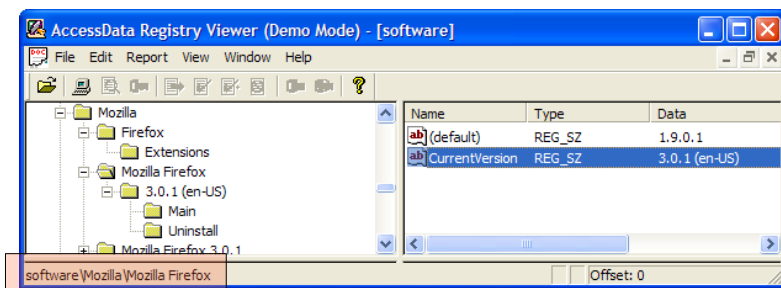 AccessData Registry Viewer (Demo Mode) - [software]
File Edit Report View Window Help
Mozilla
Firefox
Extensions
Mozilla Firefox
3.0.1 (en-US)
Main
Uninstall
Mozilla Firefox 3.0.1
Name Type Data
(default) REG_SZ 1.9.0.1
CurrentVersion REG_SZ 3.0.1 (en-US)
software\Mozilla\Mozilla Firefox
Offset: 0